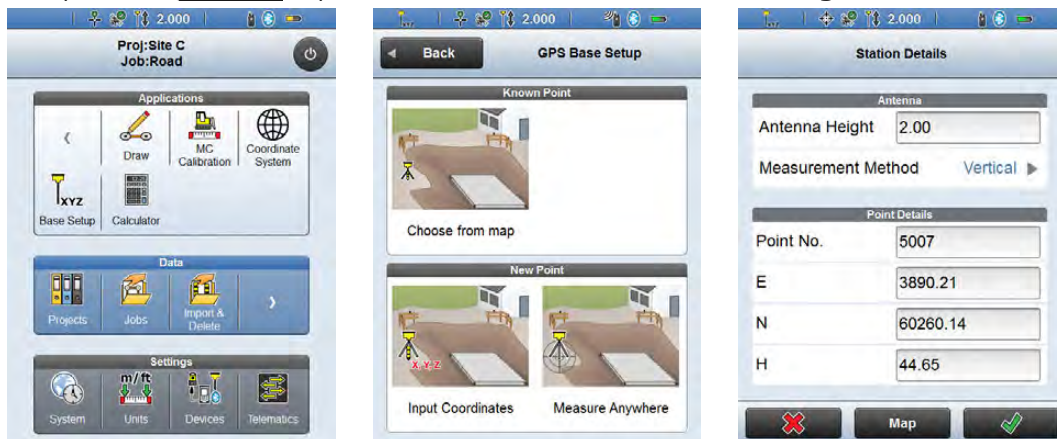 2.000
Proj:Site C
Job:Road
Applications
Draw
MC
Calibration
Coordinate
System
XYZ
Base Setup
Calculator
Data
Projects
Jobs
Import &
Delete
Settings
m/ft
System
Units
Devices
Telematics
2.000
Back
GPS Base Setup
Known Point
Choose from map
New Point
X,Y,Z
Input Coordinates
Measure Anywhere
2.000
Station Details
Antenna
Antenna Height 2.00
Measurement Method Vertical
Point Details
Point No. 5007
E 3890.21
N 60260.14
H 44.65
Map